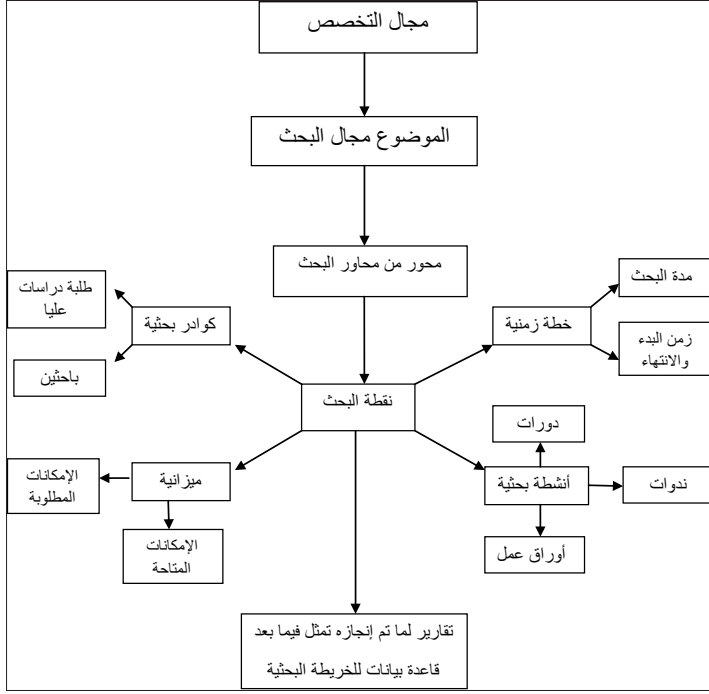 مجال التخصص
الموضوع مجال البحث
محور من محاور البحث
مدة البحث
طلبة دراسات
عليا
كوادر بحثية
خطة زمنية
زمن البدء
والانتهاء
باحثين
نقطة البحث
دورات
الإمكانات
المطلوبة
ميزانية
أنشطة بحثية
ندوات
الإمكانات
المتاحة
أوراق عمل
تقارير لما تم إنجازه تمثل فيما بعد
قاعدة بيانات للخريطة البحثية